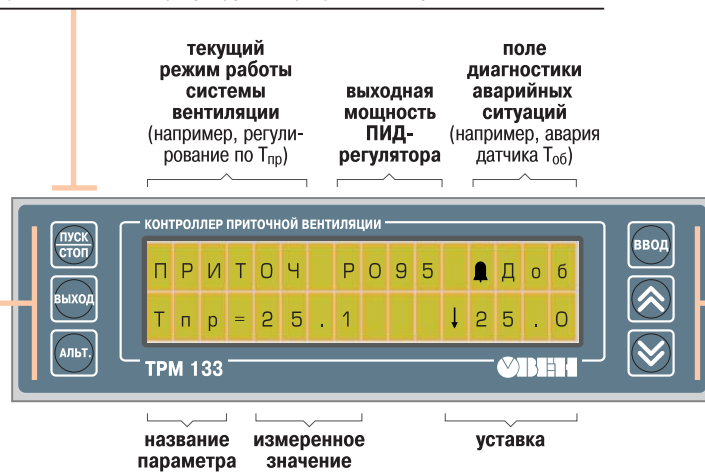 текущий
режим работы
системы
вентиляции
(например, регули-
рование по Тпр)
выходная
мощность
ПИД-
регулятора
поле
диагностики
аварийных
ситуаций
(например, авария
датчика Тоб)
ПУСК
СТОП
ВЫХОД
АЛЬТ.
КОНТРОЛЛЕР ПРИТОЧНОЙ ВЕНТИЛЯЦИИ
ПРИТОЧ РО95 Доб
Тпр=25.1 ↓25.0
ТРМ 133
ОВЕН
ВВОД
название
параметра
измеренное
значение
уставка